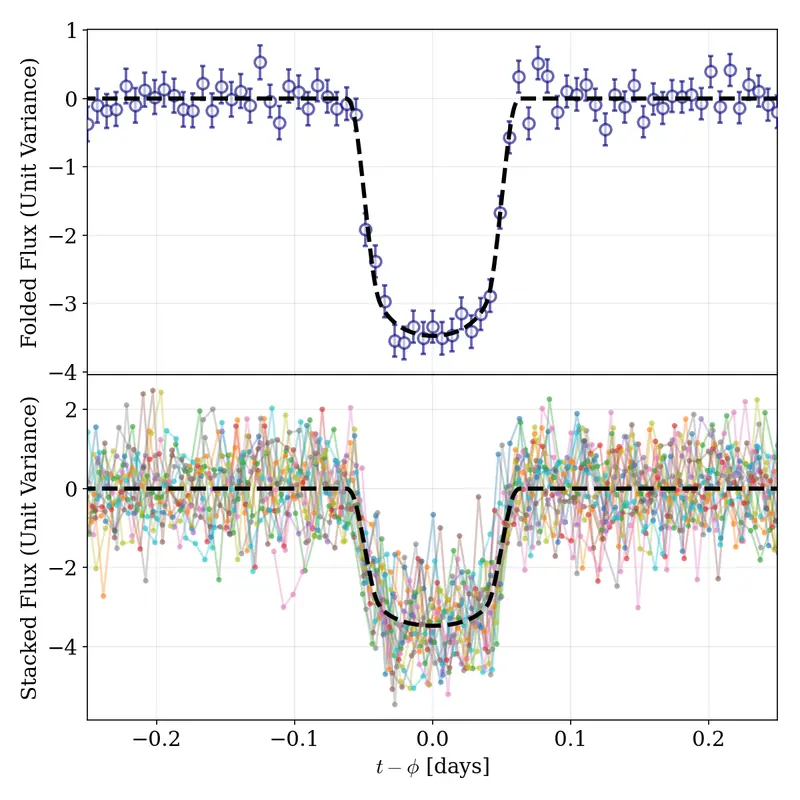 Folded Flux (Unit Variance)
1
0
−1
−2
−3
−4
Stacked Flux (Unit Variance)
2
0
−2
−4
−0.2 −0.1 0.0 0.1 0.2
t − ϕ [days]